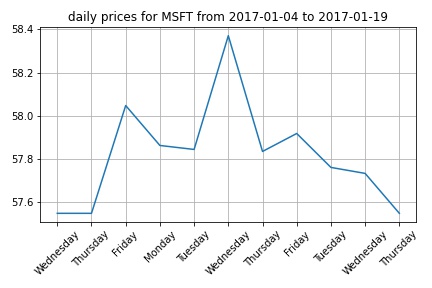 daily prices for MSFT from 2017-01-04 to 2017-01-19
58.4
58.2
58.0
57.8
57.6
Wednesday
Thursday
Friday
Monday
Tuesday
Wednesday
Thursday
Friday
Tuesday
Wednesday
Thursday